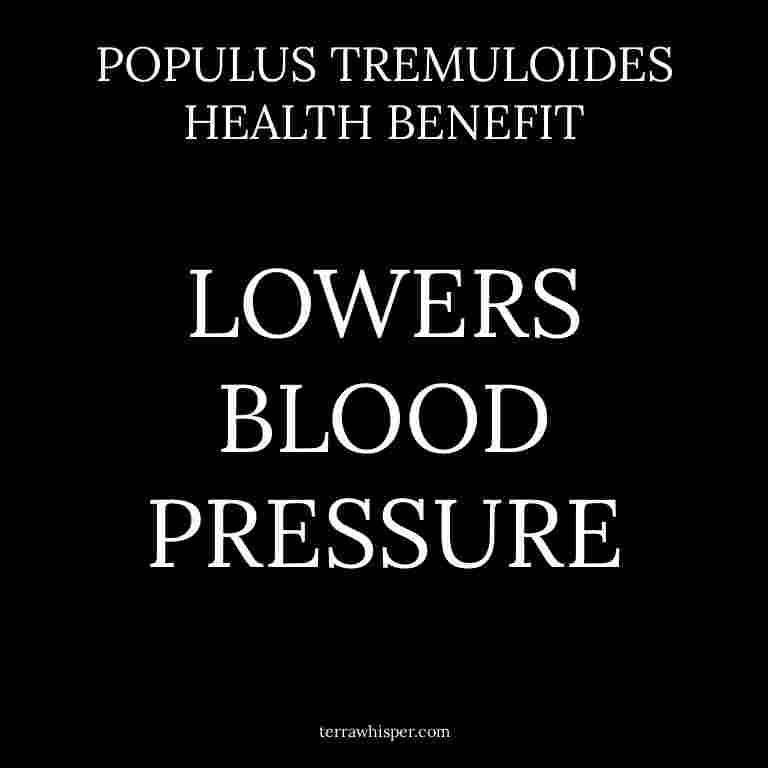 POPULUS TREMULOIDES
HEALTH BENEFIT
LOWERS
BLOOD
PRESSURE
terrawhisper.com